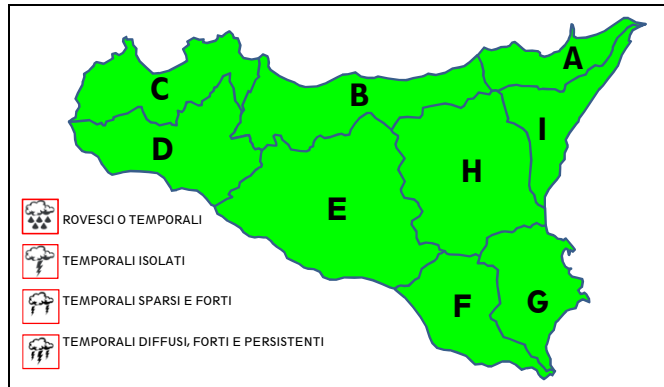 A
C
B
I
D
H
E
ROVESCI O TEMPORALI
TEMPORALI ISOLATI
TEMPORALI SPARSI E FORTI
F
G
TEMPORALI DIFFUSI, FORTI E PERSISTENTI